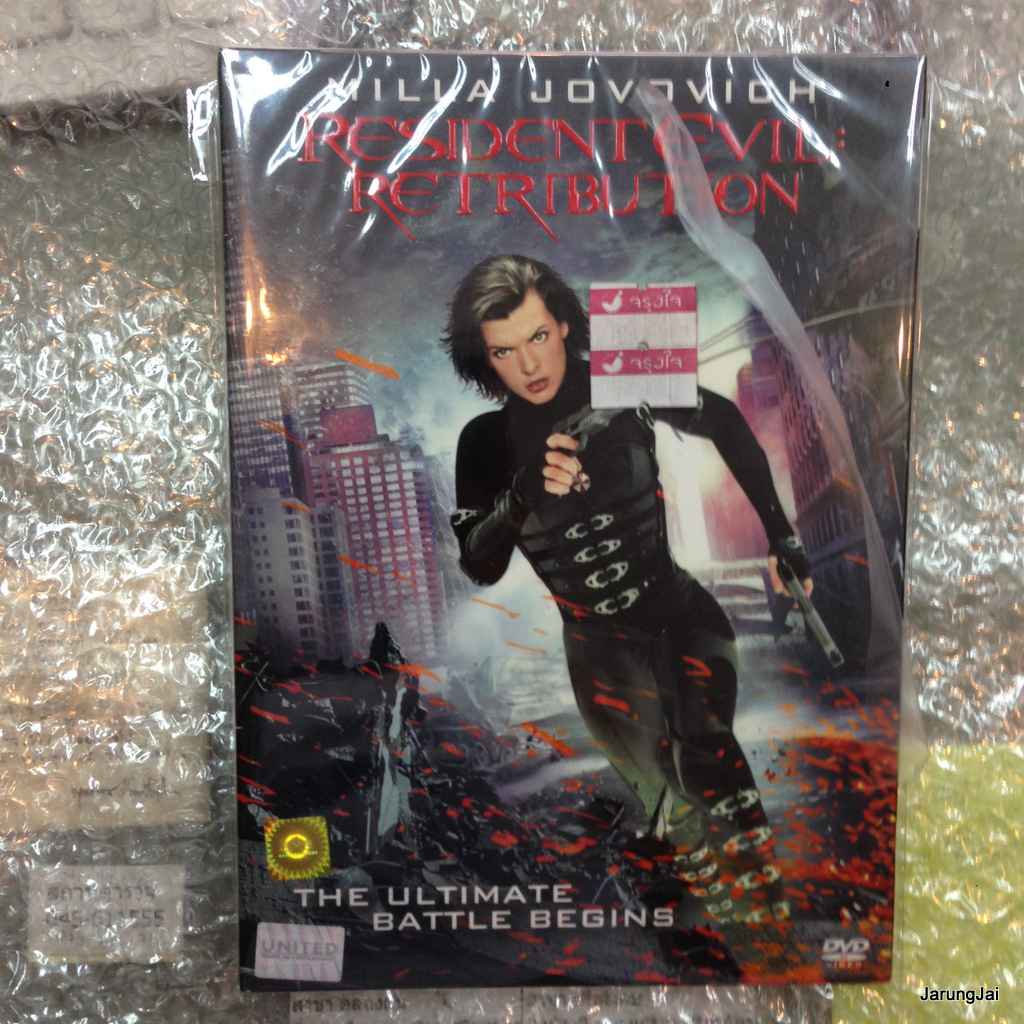 MiLLA JOVOViCH
RESIDENT EVIL:
RETRIBUTION
จรุงใจ
จรุงใจ
THE ULTIMATE
BATTLE BEGINS
UNITED
DVD
VIDEO
JarungJai